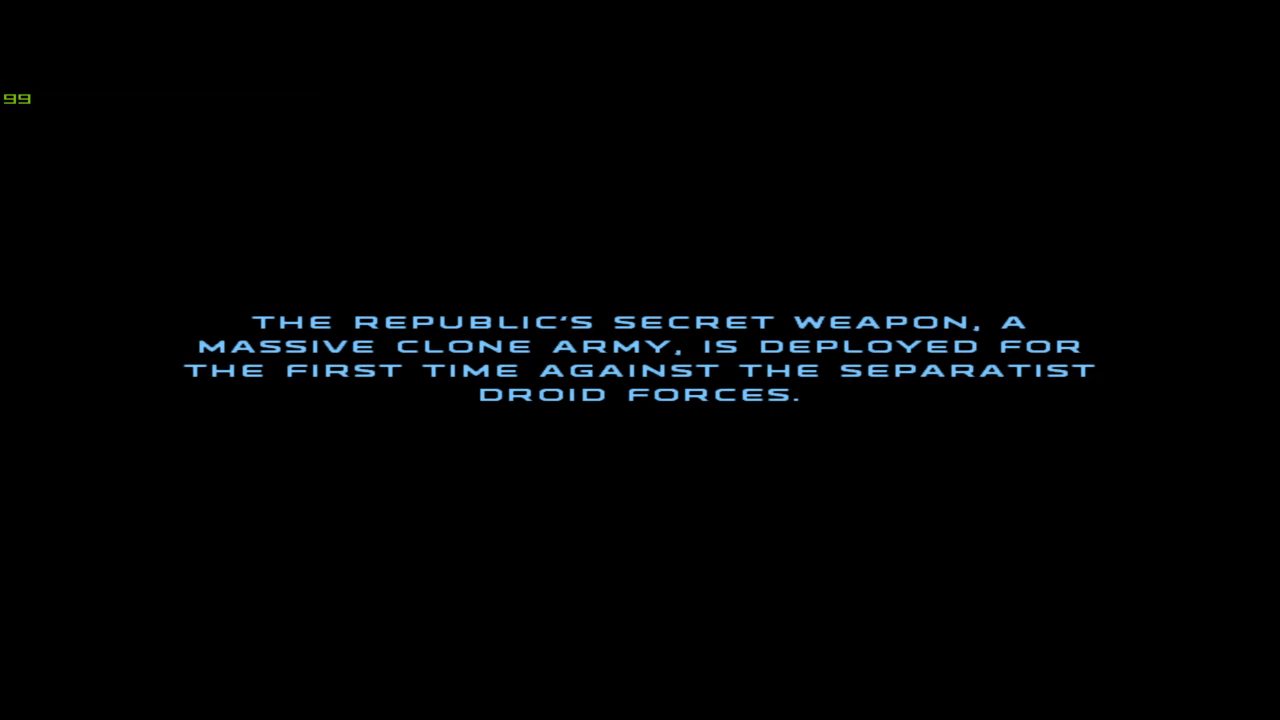 99
THE REPUBLIC'S SECRET WEAPON, A
MASSIVE CLONE ARMY, IS DEPLOYED FOR
THE FIRST TIME AGAINST THE SEPARATIST
DROID FORCES.